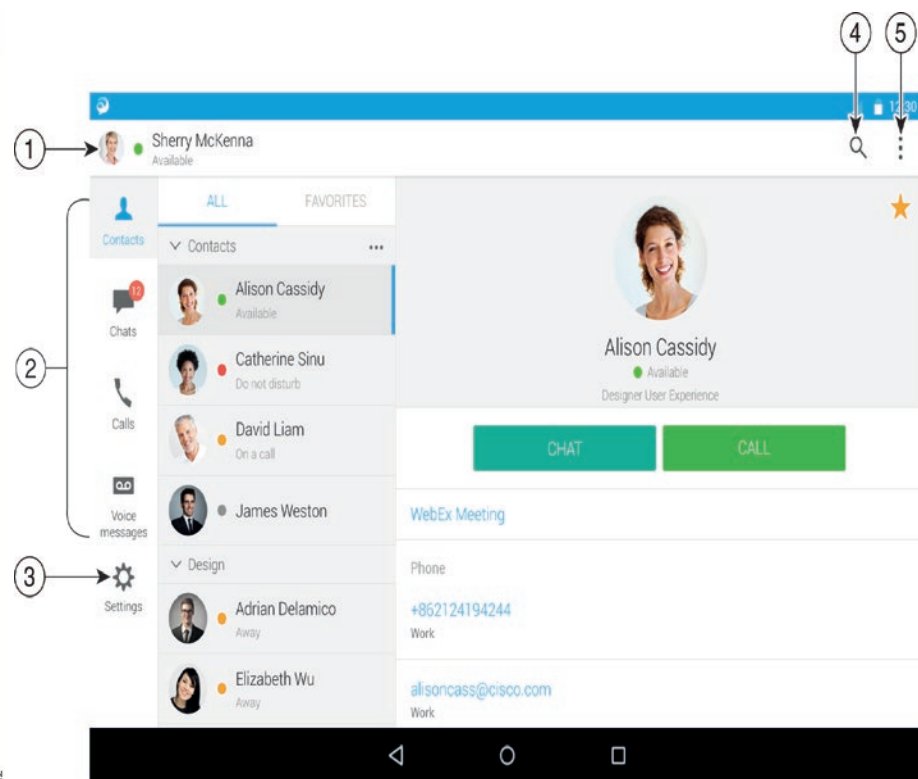 4
5
12:30
1
Sherry McKenna
Available
2
Contacts
12
Chats
Calls
Voice
messages
3
Settings
ALL
FAVORITES
Contacts
Alison Cassidy
Available
Catherine Sinu
Do not disturb
David Liam
On a call
James Weston
Design
Adrian Delamico
Away
Elizabeth Wu
Away
Alison Cassidy
Available
Designer User Experience
CHAT
CALL
WebEx Meeting
Phone
+862124194244
Work
alisoncass@cisco.com
Work